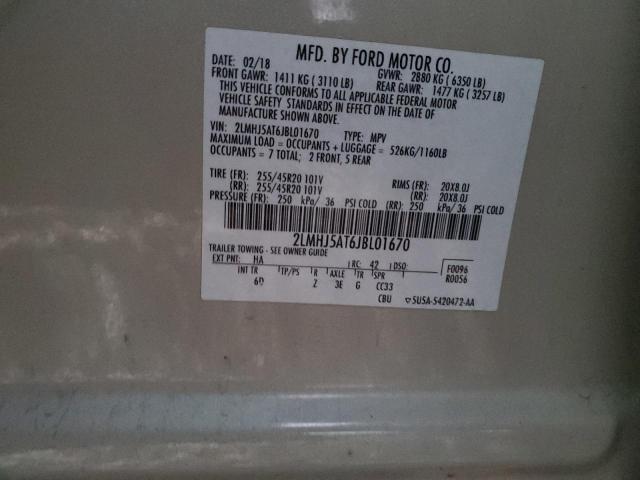 MFD. BY FORD MOTOR CO.
DATE: 02/18 GVWR: 2880 KG ( 6350 LB)
FRONT GAWR: 1411 KG ( 3110 LB) REAR GAWR: 1477 KG ( 3257 LB)
THIS VEHICLE CONFORMS TO ALL APPLICABLE FEDERAL MOTOR
VEHICLE SAFETY STANDARDS IN EFFECT ON THE DATE OF
MANUFACTURE SHOWN ABOVE.
VIN: 2LMHJ5AT6JBL01670 TYPE: MPV
MAXIMUM LOAD = OCCUPANTS + LUGGAGE = 526KG/1160LB
OCCUPANTS = 7 TOTAL; 2 FRONT, 5 REAR
TIRE (FR): 255/45R20 101V RIMS (FR): 20X8.0J
(RR): 255/45R20 101V (RR): 20X8.0J
PRESSURE (FR): 250 kPa/ 36 PSI COLD (RR): 250 kPa/ 36 PSI COLD
2LMHJ5AT6JBL01670
TRAILER TOWING - SEE OWNER GUIDE
EXT PNT: HA RC: 42 DSO: F0096
INT TR TP/PS R AXLE TR SPR R0056
6D Z 3E G CC33
CBU ▽5U5A-5420472-AA